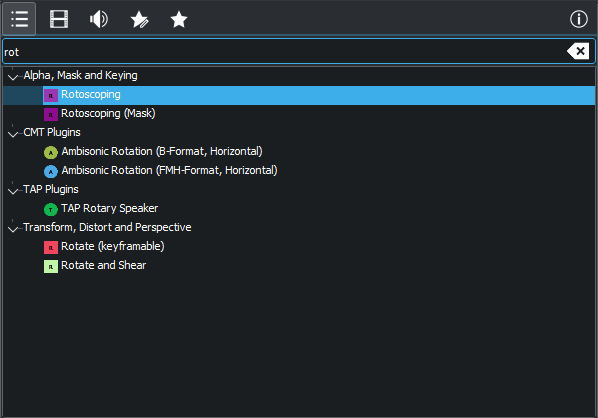 rot
Alpha, Mask and Keying
R Rotoscoping
R Rotoscoping (Mask)
CMT Plugins
A Ambisonic Rotation (B-Format, Horizontal)
A Ambisonic Rotation (FMH-Format, Horizontal)
TAP Plugins
T TAP Rotary Speaker
Transform, Distort and Perspective
R Rotate (keyframable)
R Rotate and Shear